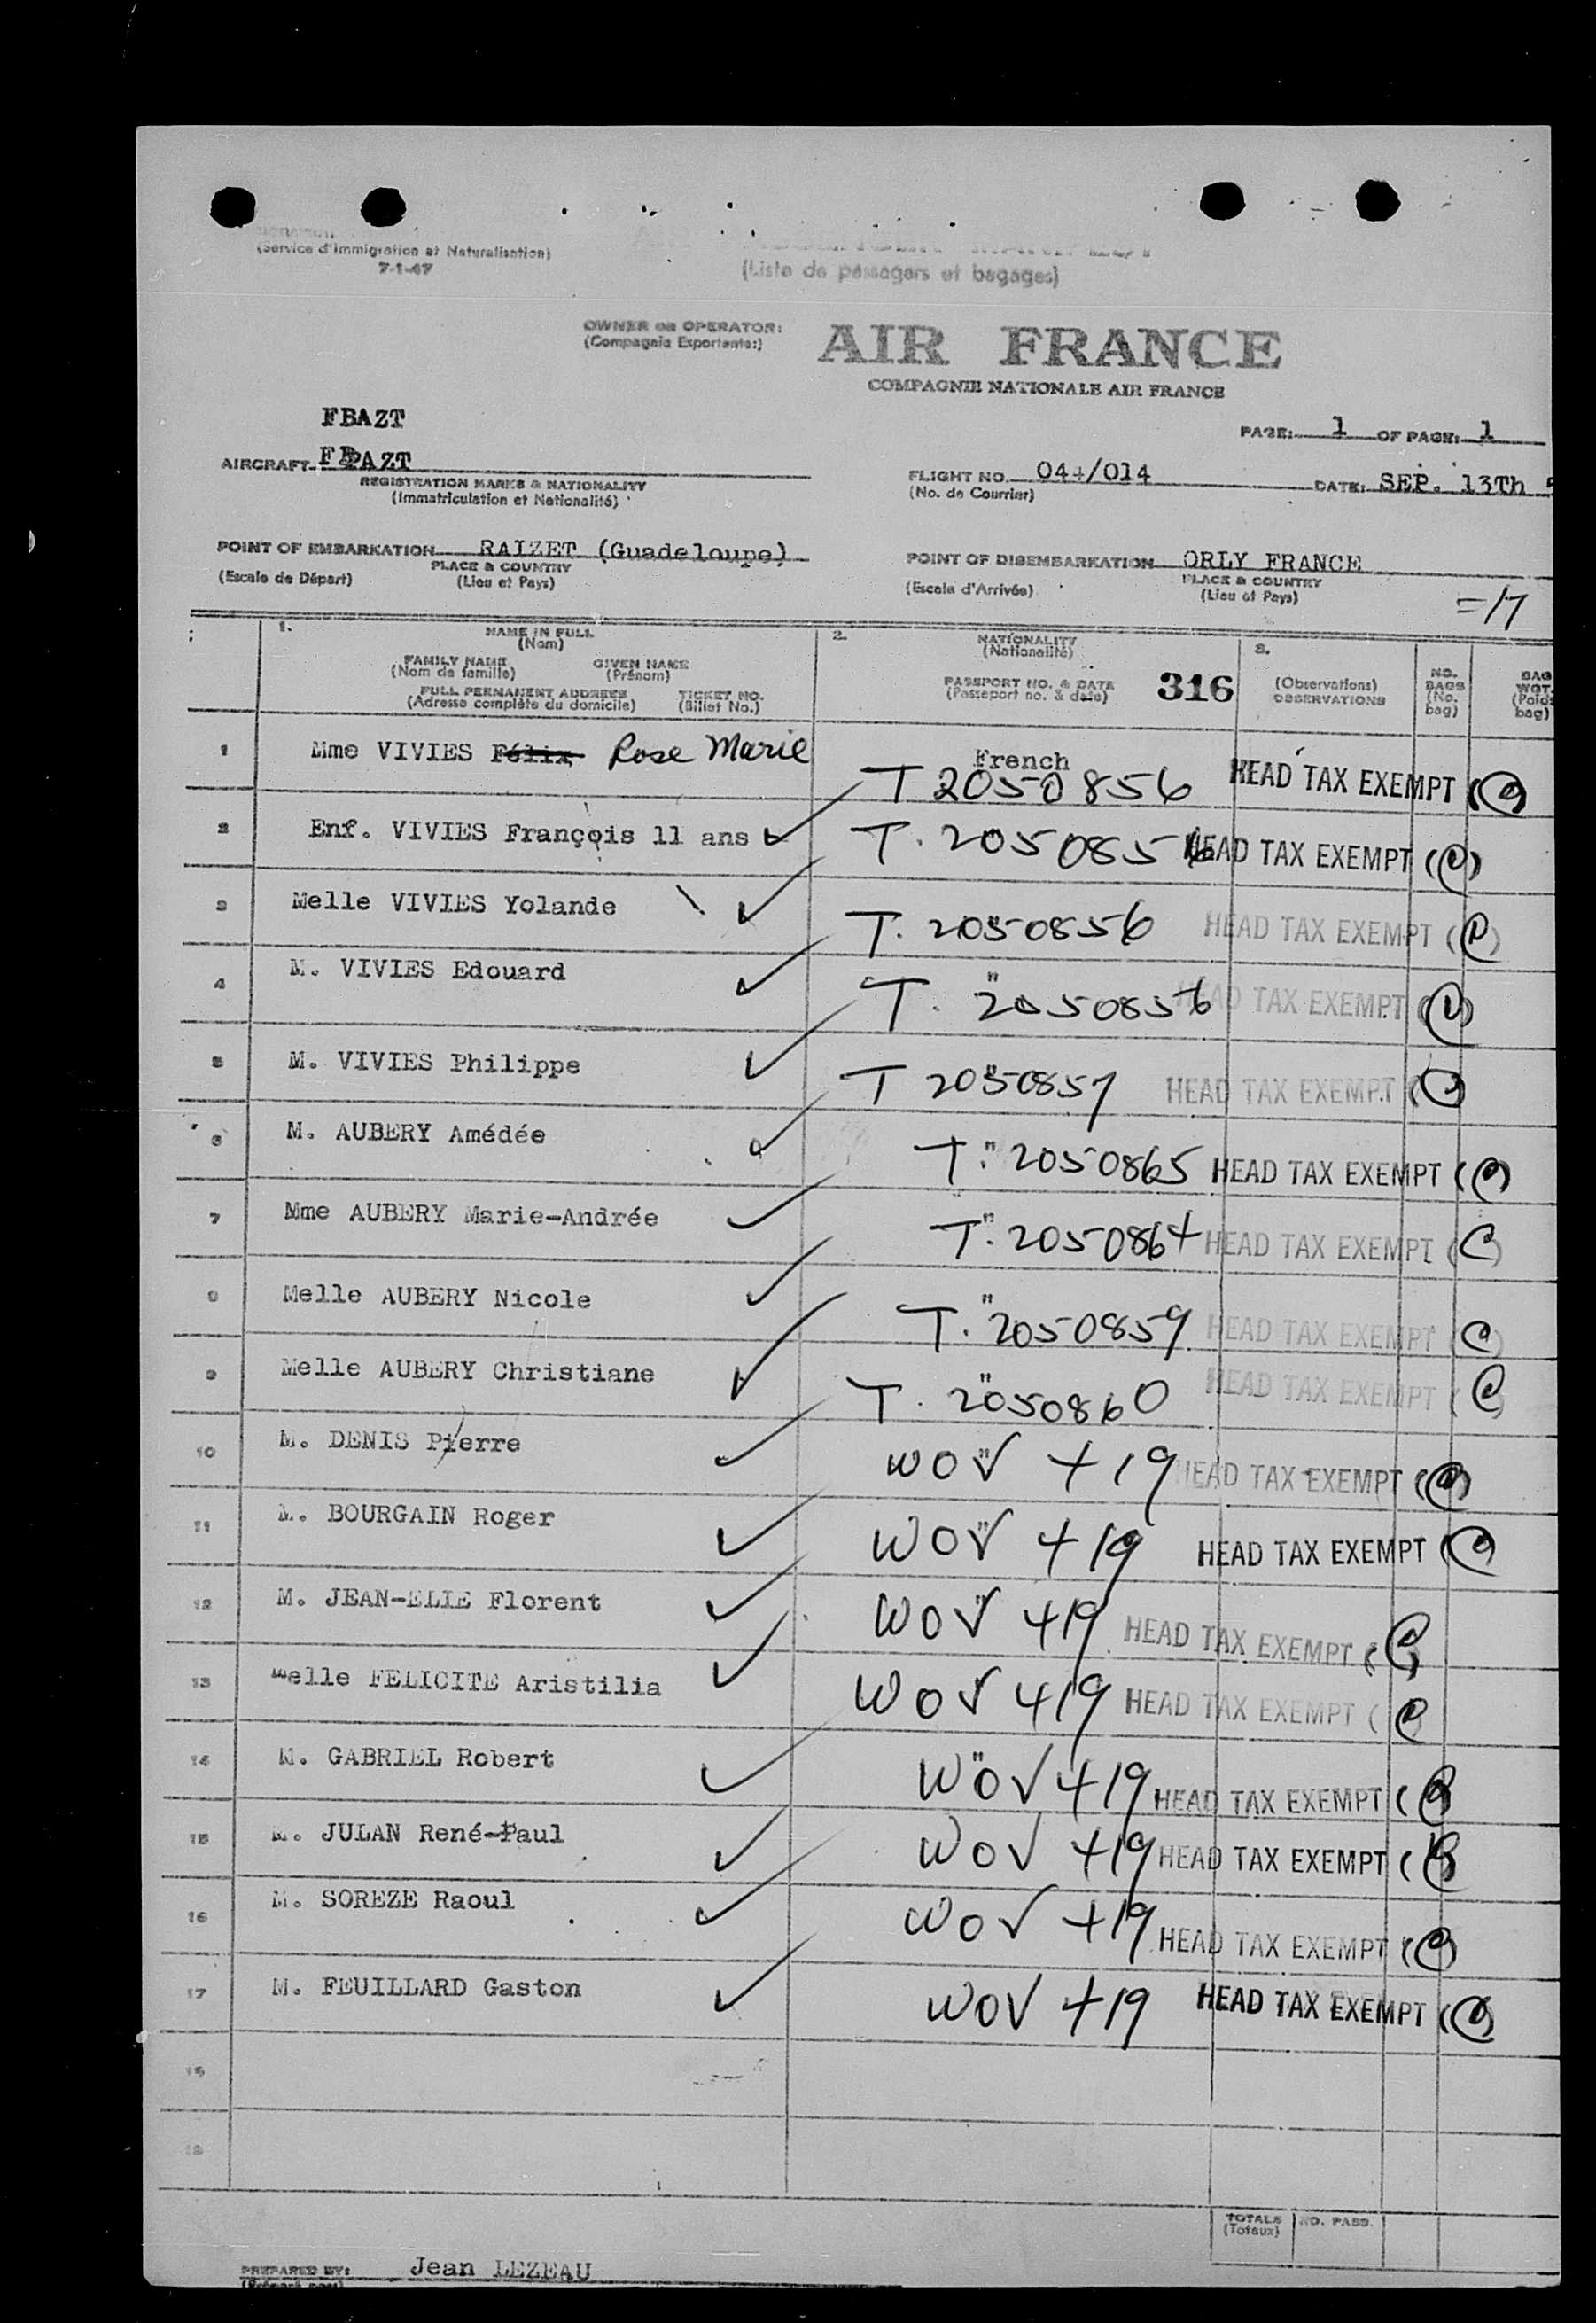 (Service d'Immigration et Naturalisation)
7-1-47
(Liste de passagers et bagages)
OWNER OR OPERATOR:
(Compagnie Exportante:)
AIR FRANCE
COMPAGNIE NATIONALE AIR FRANCE
FBAZT
PAGE: 1 OF PAGE: 1
AIRCRAFT FBAZT
REGISTRATION MARKS & NATIONALITY
(Immatriculation et Nationalité)
FLIGHT NO. 044/014
(No. de Courrier)
DATE: SEP. 13Th
POINT OF EMBARKATION RAIZET (Guadeloupe)
(Escale de Départ)
PLACE & COUNTRY
(Lieu et Pays)
POINT OF DISEMBARKATION ORLY FRANCE
(Escale d'Arrivée)
PLACE & COUNTRY
(Lieu et Pays)
=17
1. NAME IN FULL
(Nom)
FAMILY NAME GIVEN NAME
(Nom de famille) (Prénom)
FULL PERMANENT ADDRESS TICKET NO.
(Adresse complète du domicile) (Billet No.)
2. NATIONALITY
(Nationalité)
PASSPORT NO. & DATE
(Passeport no. & date)
316
3.
(Observations)
OBSERVATIONS
NO.
BAGS
(No.
bag)
BAG
WGT.
(Poids
bag)
1 Mme VIVIES Félix Rose Marie French T 2050856 HEAD TAX EXEMPT
2 Enf. VIVIES François 11 ans " T. 2050856 HEAD TAX EXEMPT
3 Melle VIVIES Yolande " T. 2050856 HEAD TAX EXEMPT
4 M. VIVIES Edouard " T. 2050856 HEAD TAX EXEMPT
5 M. VIVIES Philippe " T 2050857 HEAD TAX EXEMPT
6 M. AUBERY Amédée " T. 2050865 HEAD TAX EXEMPT
7 Mme AUBERY Marie-Andrée " T. 2050864 HEAD TAX EXEMPT
8 Melle AUBERY Nicole " T. 2050859 HEAD TAX EXEMPT
9 Melle AUBERY Christiane " T. 2050860 HEAD TAX EXEMPT
10 M. DENIS Pierre " WOV 419 HEAD TAX EXEMPT
11 M. BOURGAIN Roger " WOV 419 HEAD TAX EXEMPT
12 M. JEAN-ELIE Florent " WOV 419 HEAD TAX EXEMPT
13 Melle FELICITE Aristilia WOV 419 HEAD TAX EXEMPT
14 M. GABRIEL Robert " WOV 419 HEAD TAX EXEMPT
15 M. JULAN René-Paul WOV 419 HEAD TAX EXEMPT
16 M. SOREZE Raoul WOV 419 HEAD TAX EXEMPT
17 M. FEUILLARD Gaston WOV 419 HEAD TAX EXEMPT
TOTALS
(Totaux)
NO. PASS.
PREPARED BY: Jean LEZEAU